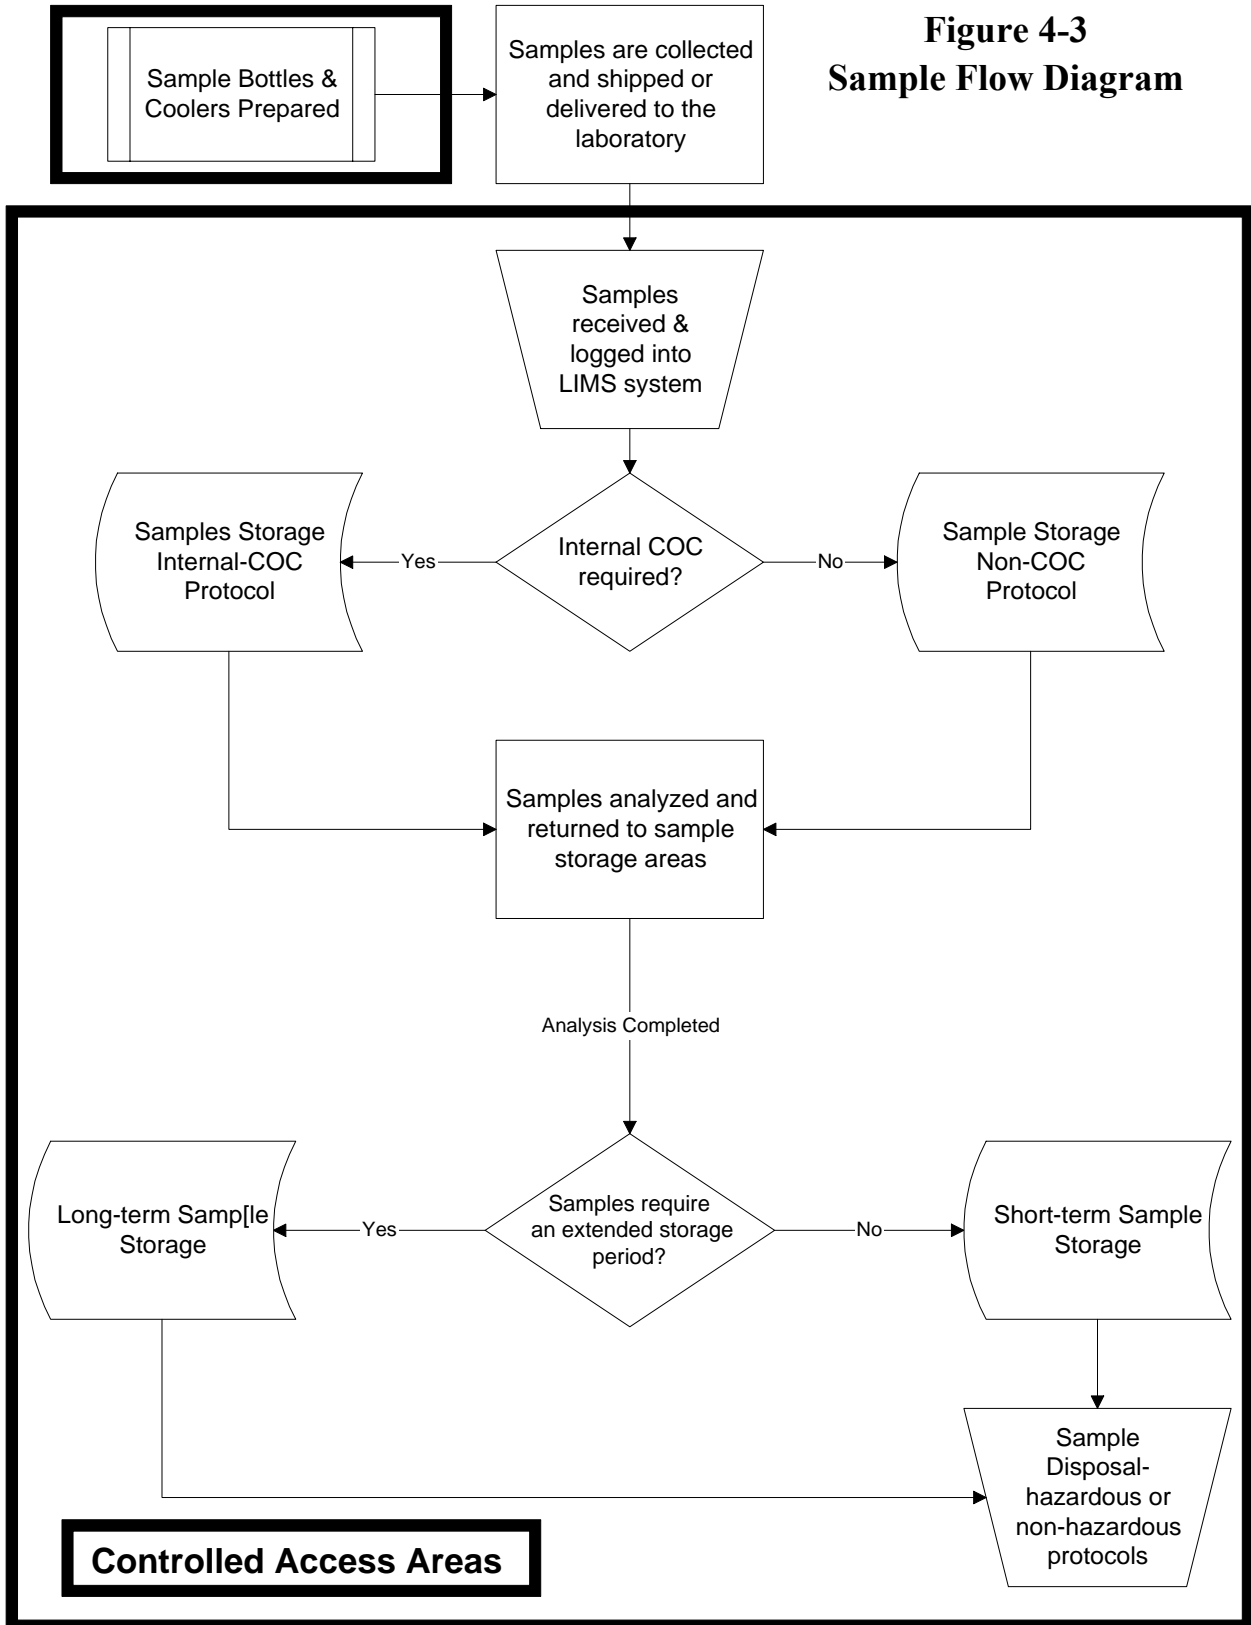 Figure 4-3
Sample Flow Diagram
Sample Bottles &
Coolers Prepared
Samples are collected
and shipped or
delivered to the
laboratory
Samples
received &
logged into
LIMS system
Internal COC
required?
Yes
No
Samples Storage
Internal-COC
Protocol
Sample Storage
Non-COC
Protocol
Samples analyzed and
returned to sample
storage areas
Analysis Completed
Samples require
an extended storage
period?
Yes
No
Long-term Samp[le
Storage
Short-term Sample
Storage
Sample
Disposal-
hazardous or
non-hazardous
protocols
Controlled Access Areas